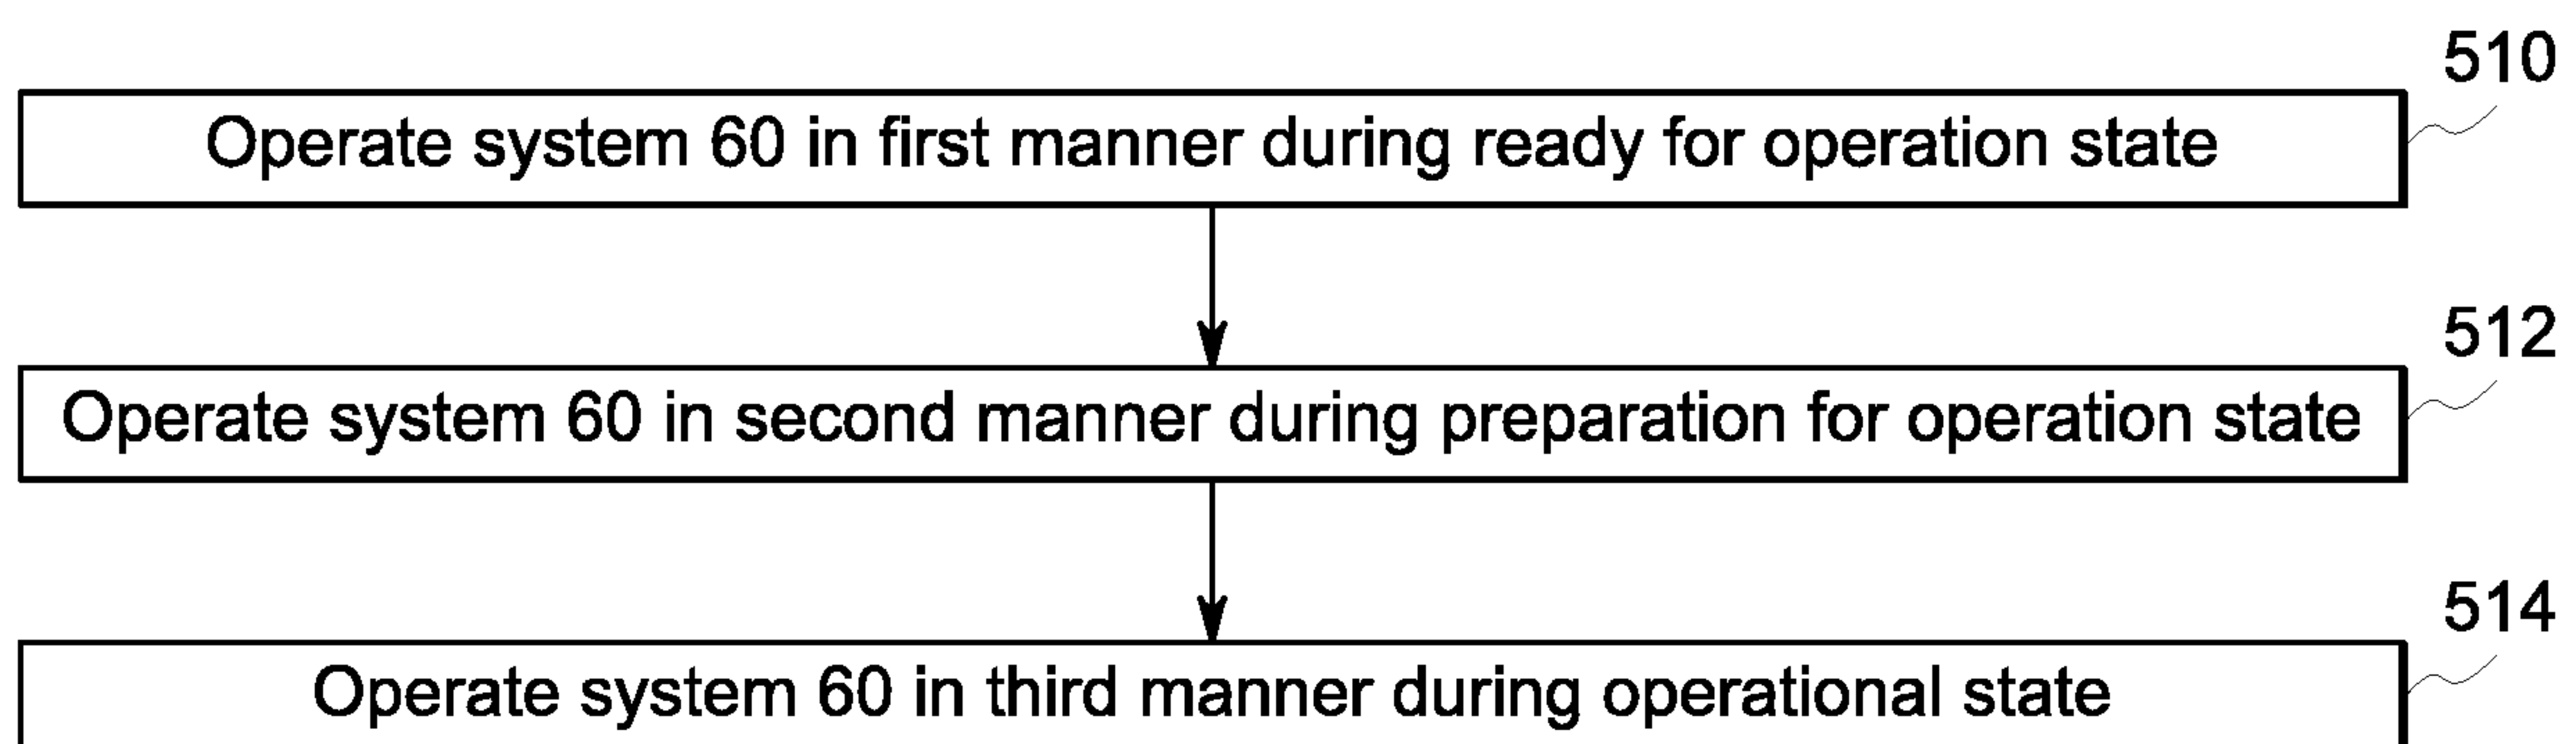 510
Operate system 60 in first manner during ready for operation state
512
Operate system 60 in second manner during preparation for operation state
514
Operate system 60 in third manner during operational state